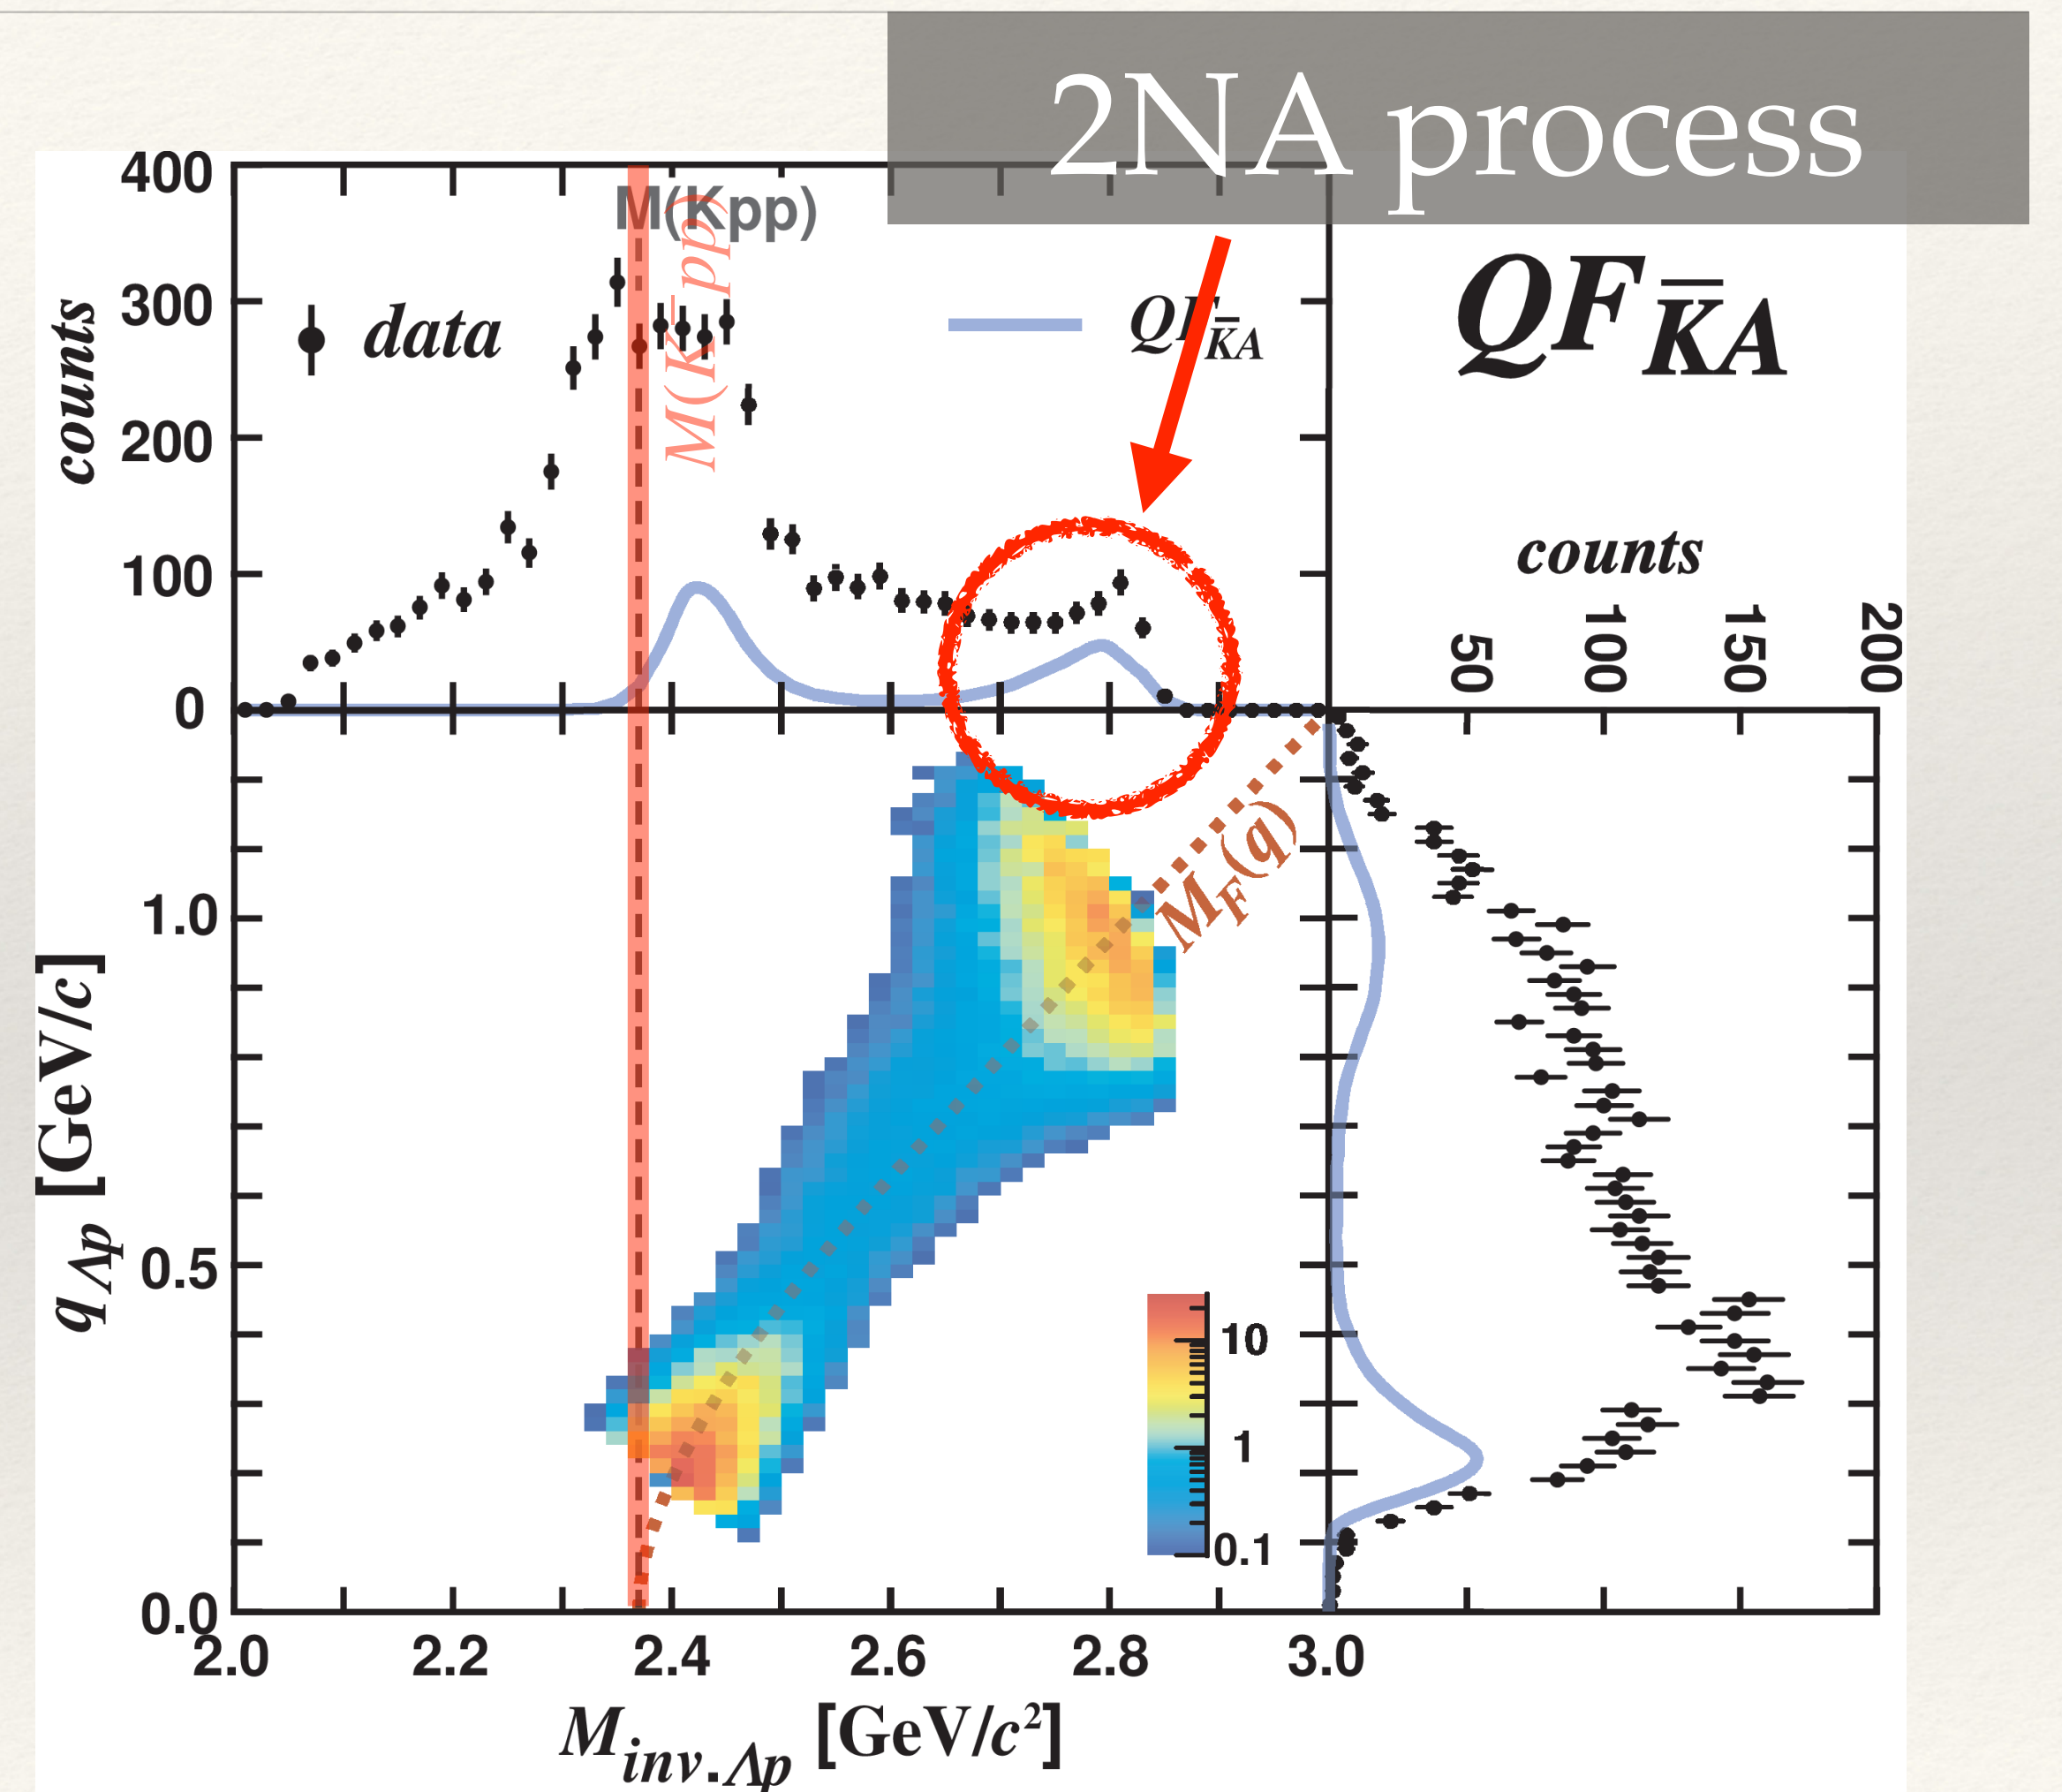 2NA process
400
300
200
100
0
counts
M(Kpp)
M(K̅pp)
data
QF K̅A
QF K̅A
counts
50
100
150
200
M_F(q)
1.0
0.5
0.0
q_Λp [GeV/c]
10
1
0.1
2.0
2.2
2.4
2.6
2.8
3.0
M_inv.Λp [GeV/c²]